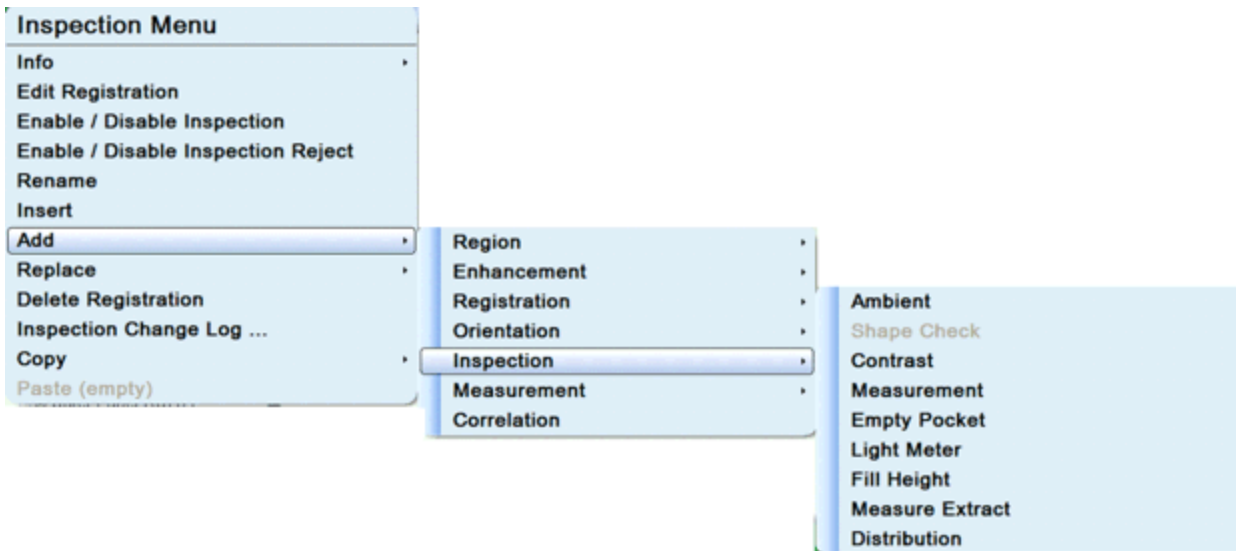 Inspection Menu
Info
Edit Registration
Enable / Disable Inspection
Enable / Disable Inspection Reject
Rename
Insert
Add
Replace
Delete Registration
Inspection Change Log ...
Copy
Paste (empty)
Region
Enhancement
Registration
Orientation
Inspection
Measurement
Correlation
Ambient
Shape Check
Contrast
Measurement
Empty Pocket
Light Meter
Fill Height
Measure Extract
Distribution